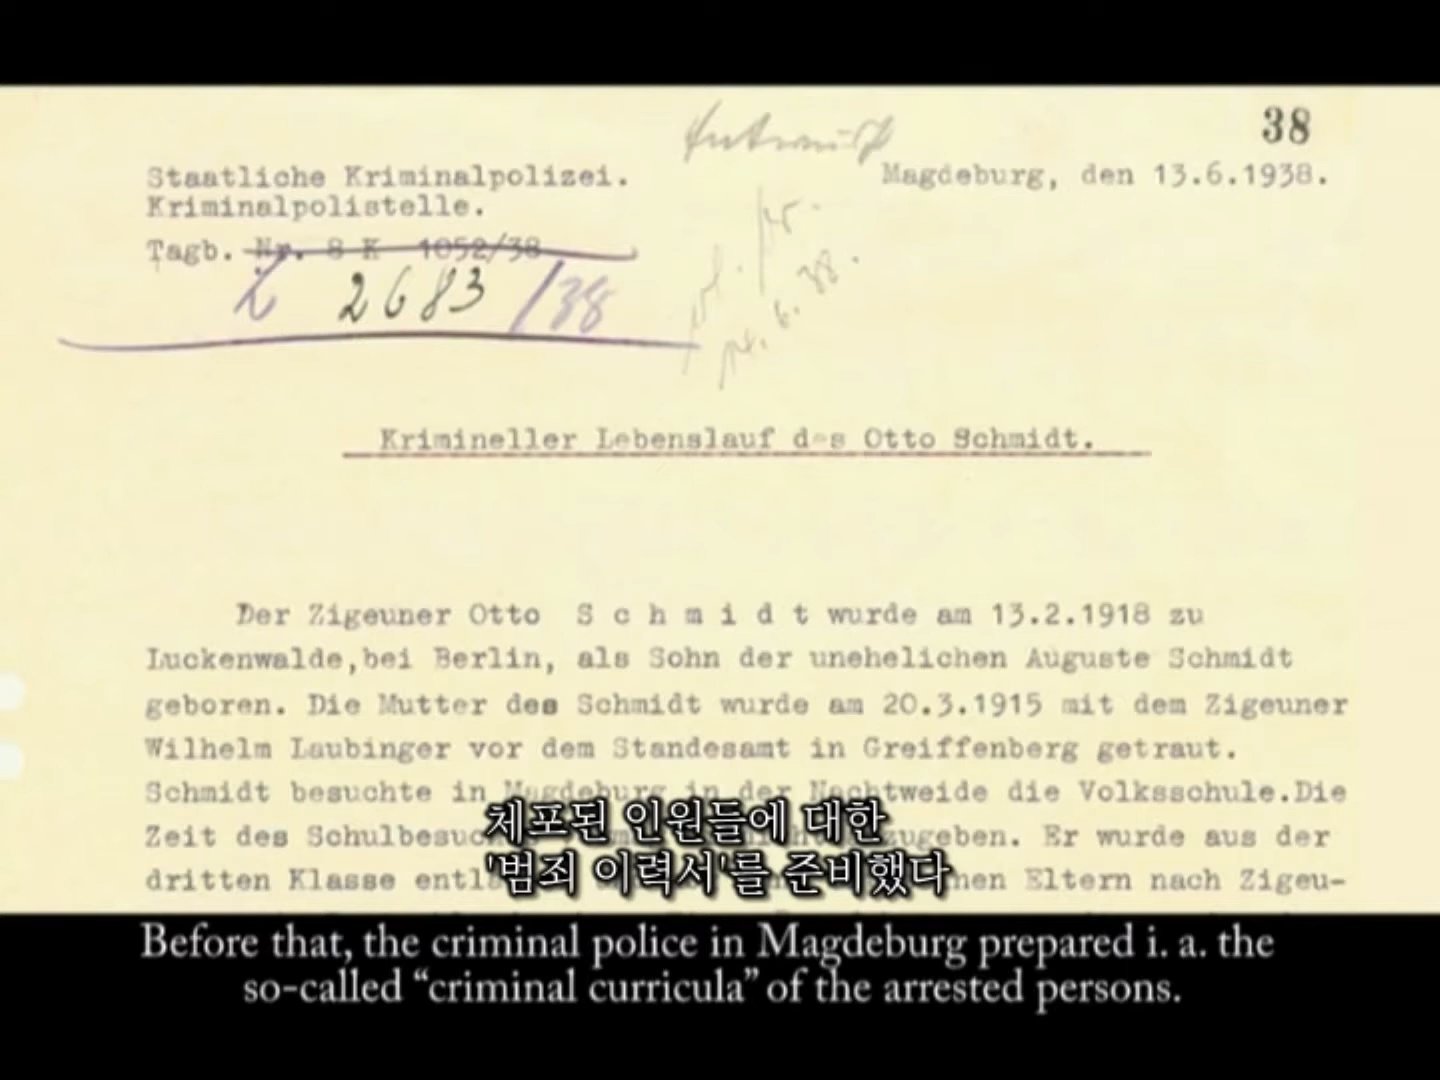 38
Staatliche Kriminalpolizei.
Magdeburg, den 13.6.1938.
Kriminalpolistelle.
Tagb. Nr. 8 K 1052/38
2683 /38
Krimineller Lebenslauf des Otto Schmidt.
Der Zigeuner Otto S c h m i d t wurde am 13.2.1918 zu
Luckenwalde,bei Berlin, als Sohn der unehelichen Auguste Schmidt
geboren. Die Mutter des Schmidt wurde am 20.3.1915 mit dem Zigeuner
Wilhelm Laubinger vor dem Standesamt in Greiffenberg getraut.
Schmidt besuchte in Magdeburg in der Nachtweide die Volksschule.Die
Zeit des zugeben. Er wurde aus der
dritten Klasse Eltern nach Zigeu-
체포된 인원들에 대한
'범죄 이력서'를 준비했다
Before that, the criminal police in Magdeburg prepared i. a. the
so-called “criminal curricula” of the arrested persons.